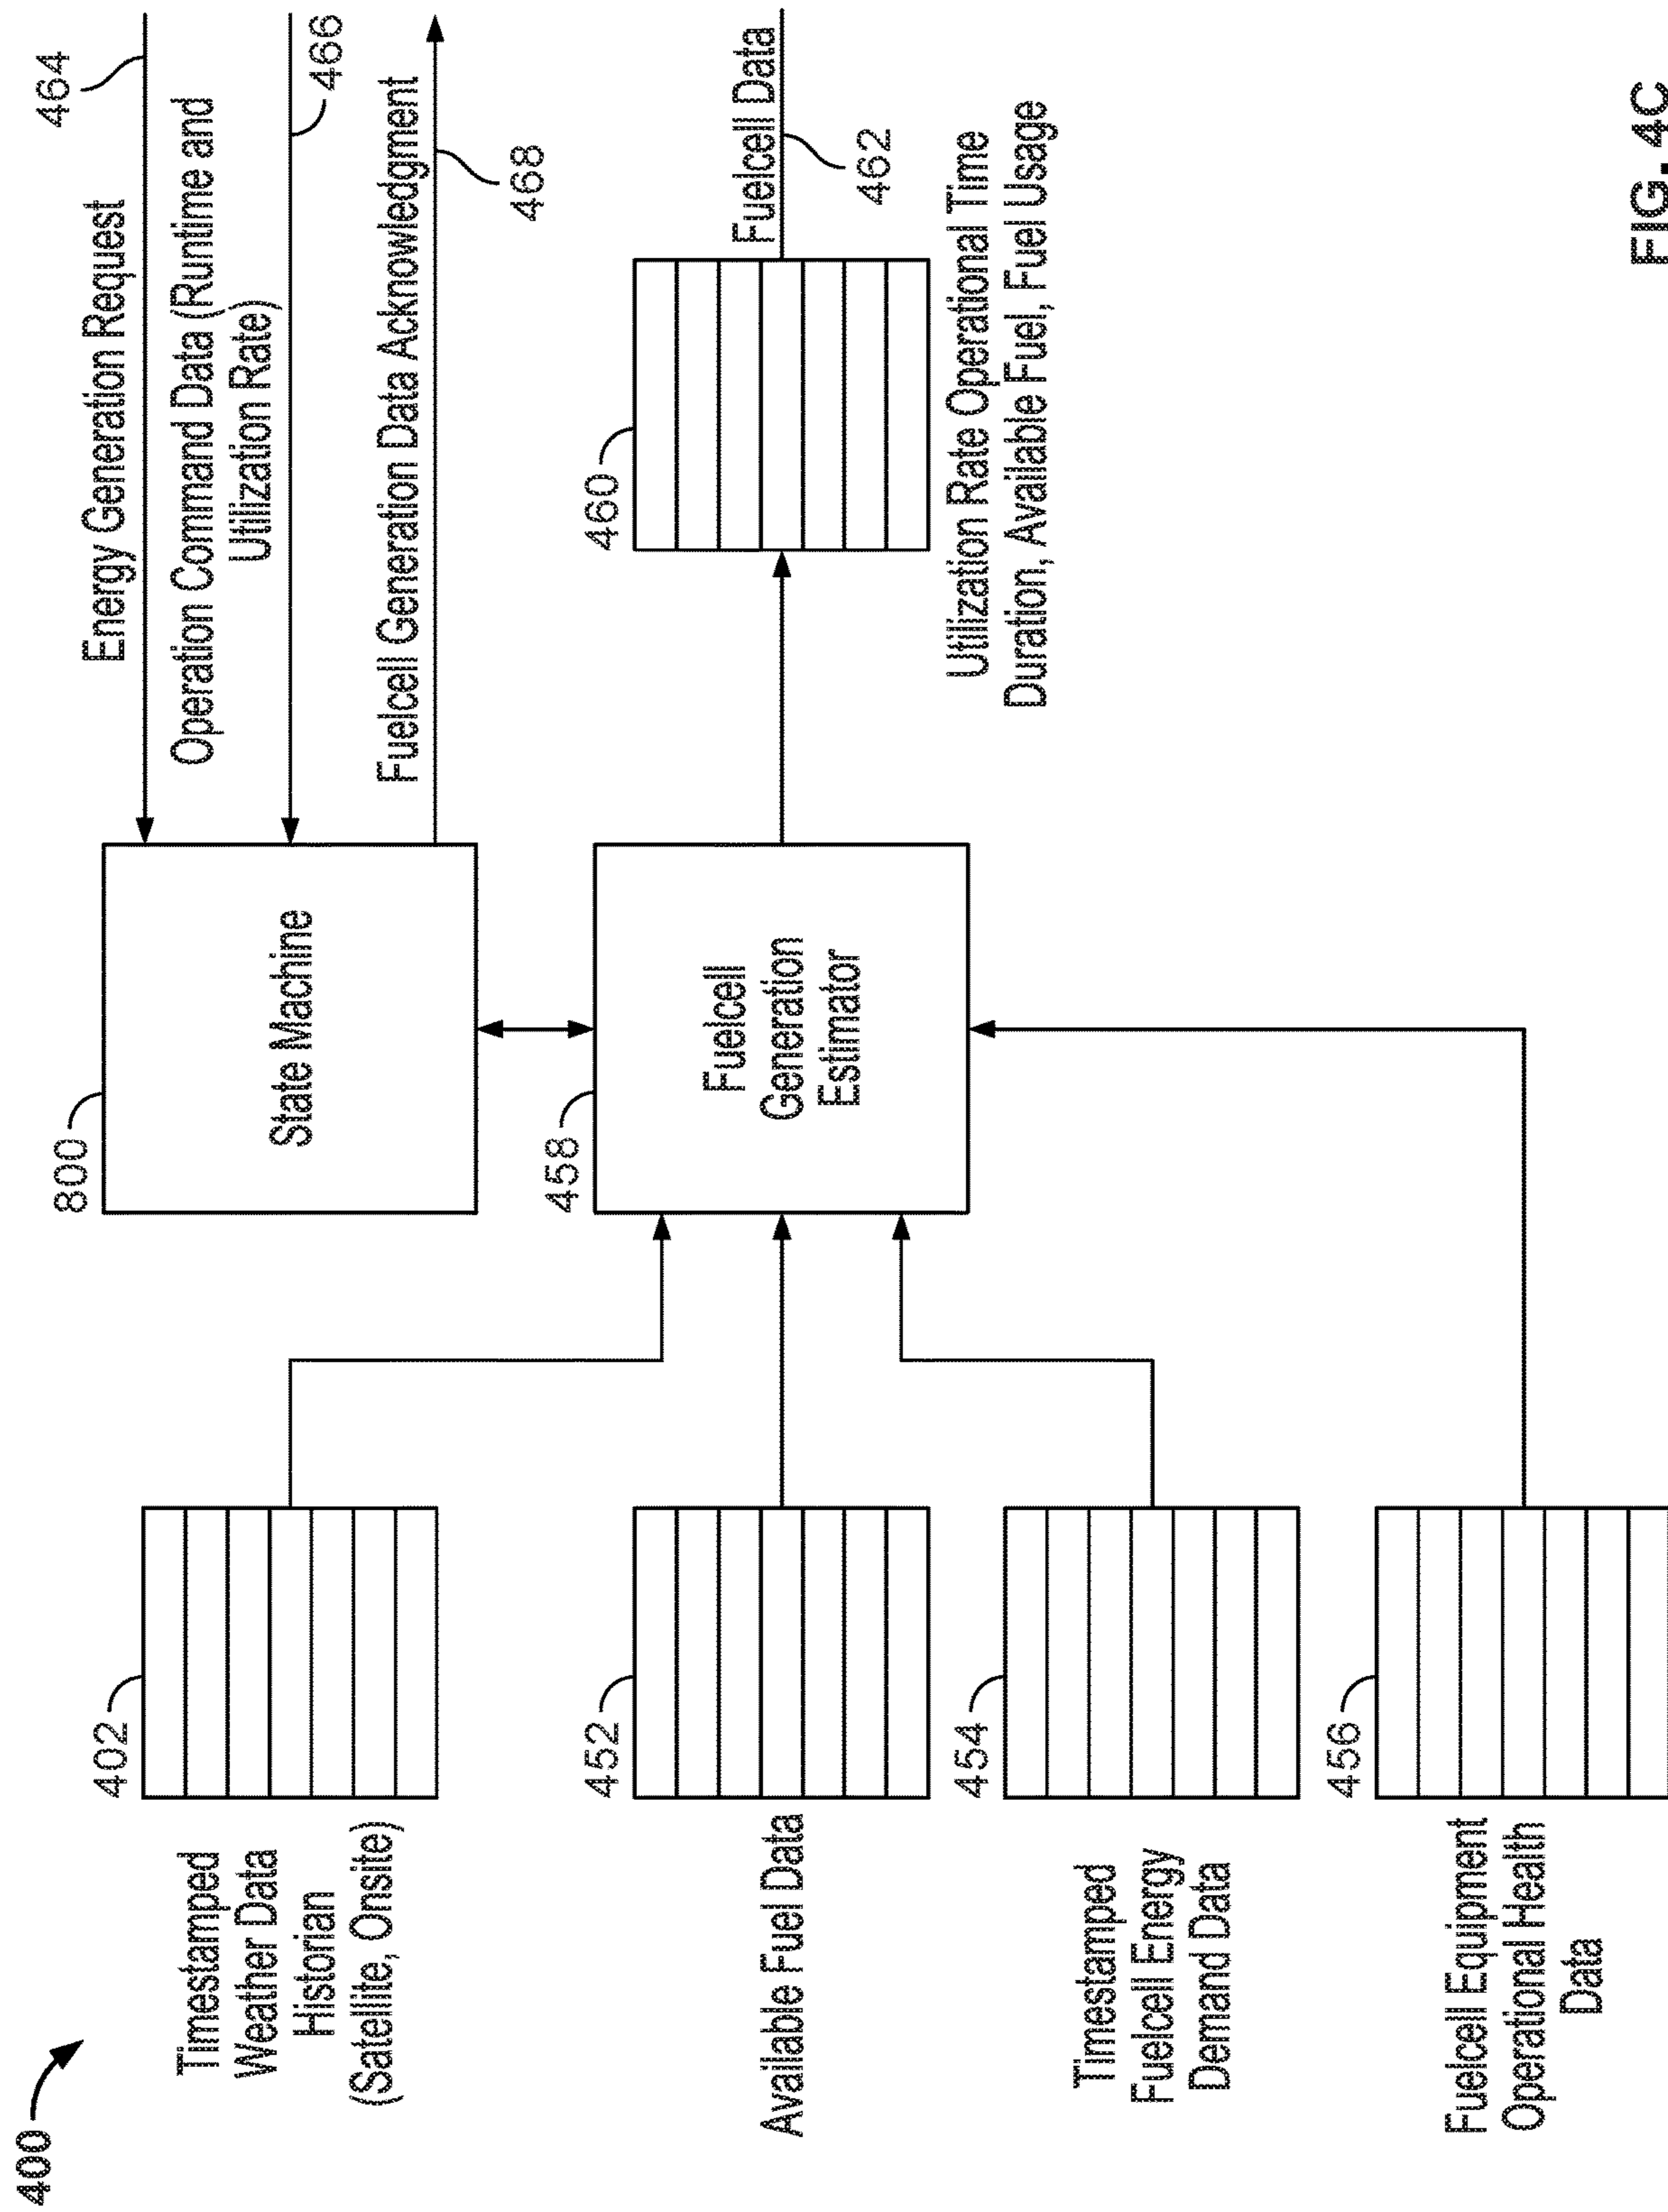 400
Timestamped
Weather Data
Historian
(Satellite, Onsite)
402
Available Fuel Data
452
Timestamped
Fuelcell Energy
Demand Data
454
Fuelcell Equipment
Operational Health
Data
456
800
State Machine
458
Fuelcell
Generation
Estimator
464
Energy Generation Request
Operation Command Data (Runtime and
Utilization Rate)
466
Fuelcell Generation Data Acknowledgment
468
460
Fuelcell Data
462
Utilization Rate Operational Time
Duration, Available Fuel, Fuel Usage
FIG. 4C